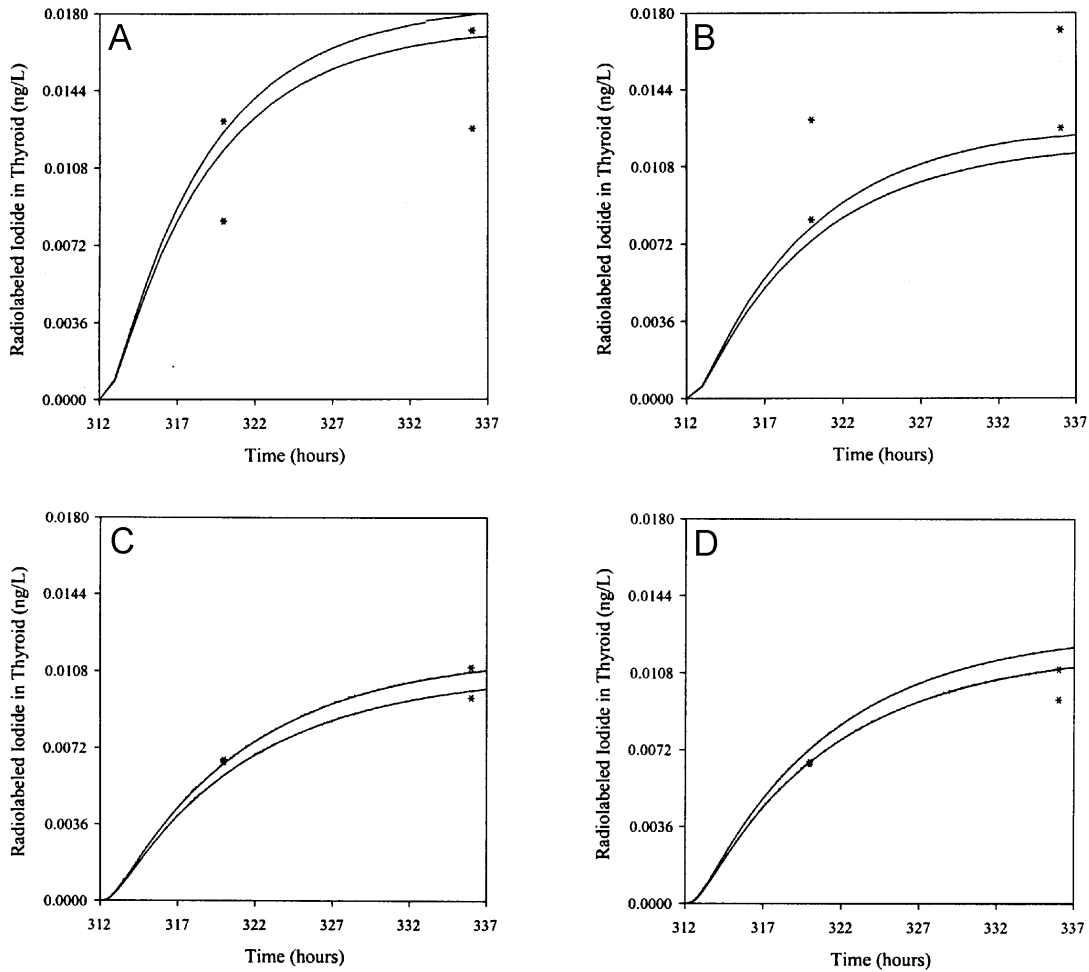 A
Radiolabeled Iodide in Thyroid (ng/L)
0.0180
0.0144
0.0108
0.0072
0.0036
0.0000
312 317 322 327 332 337
Time (hours)
B
Radiolabeled Iodide in Thyroid (ng/L)
0.0180
0.0144
0.0108
0.0072
0.0036
0.0000
312 317 322 327 332 337
Time (hours)
C
Radiolabeled Iodide in Thyroid (ng/L)
0.0180
0.0144
0.0108
0.0072
0.0036
0.0000
312 317 322 327 332 337
Time (hours)
D
Radiolabeled Iodide in Thyroid (ng/L)
0.0180
0.0144
0.0108
0.0072
0.0036
0.0000
312 317 322 327 332 337
Time (hours)